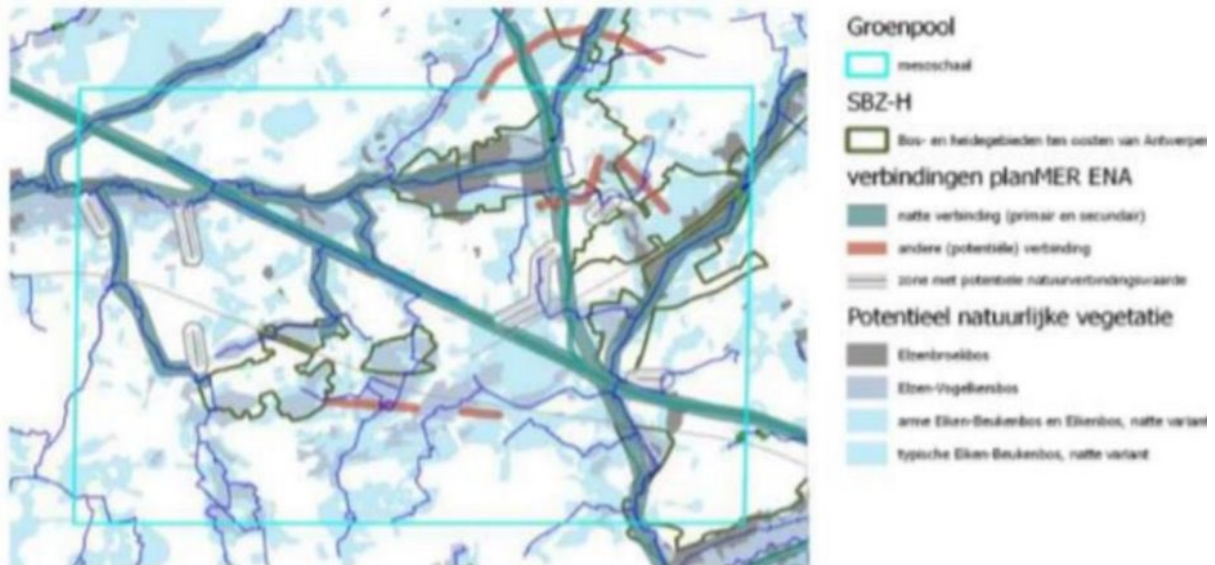 Groenpool
mesoschaal
SBZ-H
Bos- en heidegebieden ten oosten van Antwerpen
verbindingen planMER ENA
natte verbinding (primair en secundair)
andere (potentiële) verbinding
zone met potentiele natuurverbindingswaarde
Potentieel natuurlijke vegetatie
Elzenbroekbos
Elzen-Vogelkersbos
arme Eiken-Beukenbos en Eikenbos, natte variant
typische Eiken-Beukenbos, natte variant